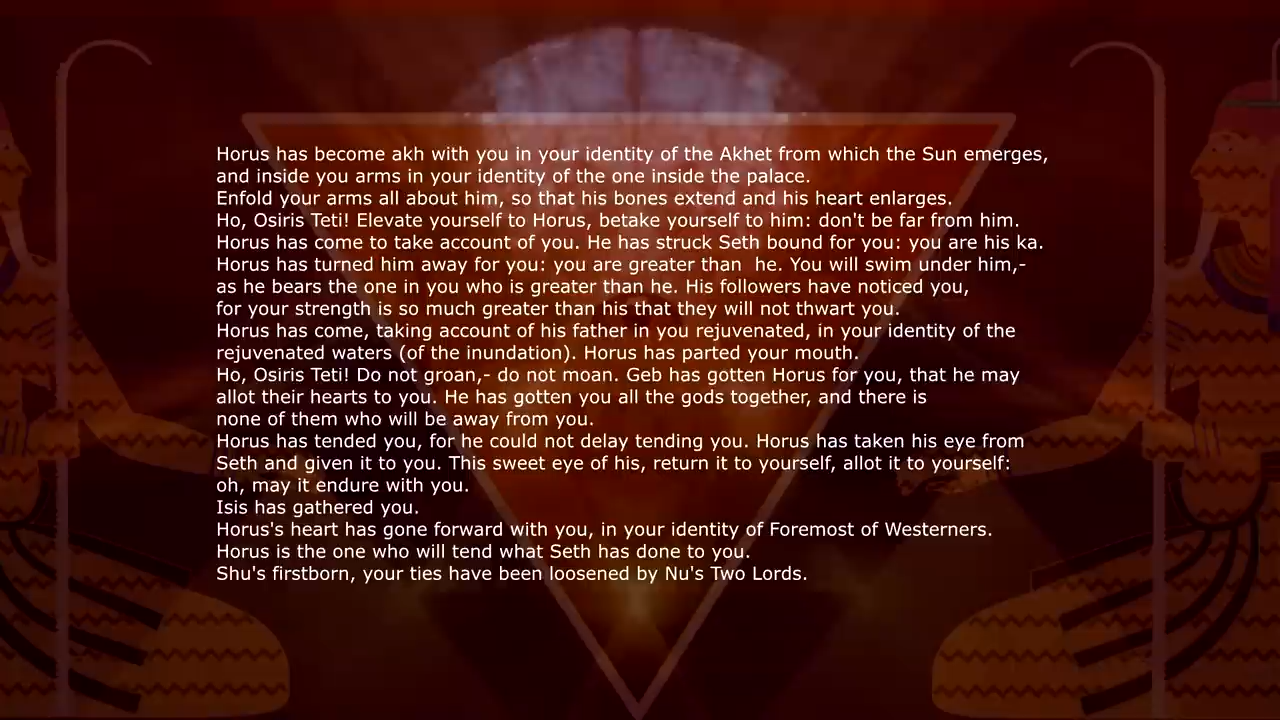 Horus has become akh with you in your identity of the Akhet from which the Sun emerges,
and inside you arms in your identity of the one inside the palace.
Enfold your arms all about him, so that his bones extend and his heart enlarges.
Ho, Osiris Teti! Elevate yourself to Horus, betake yourself to him: don't be far from him.
Horus has come to take account of you. He has struck Seth bound for you: you are his ka.
Horus has turned him away for you: you are greater than  he. You will swim under him,-
as he bears the one in you who is greater than he. His followers have noticed you,
for your strength is so much greater than his that they will not thwart you.
Horus has come, taking account of his father in you rejuvenated, in your identity of the
rejuvenated waters (of the inundation). Horus has parted your mouth.
Ho, Osiris Teti! Do not groan,- do not moan. Geb has gotten Horus for you, that he may
allot their hearts to you. He has gotten you all the gods together, and there is
none of them who will be away from you.
Horus has tended you, for he could not delay tending you. Horus has taken his eye from
Seth and given it to you. This sweet eye of his, return it to yourself, allot it to yourself:
oh, may it endure with you.
Isis has gathered you.
Horus's heart has gone forward with you, in your identity of Foremost of Westerners.
Horus is the one who will tend what Seth has done to you.
Shu's firstborn, your ties have been loosened by Nu's Two Lords.